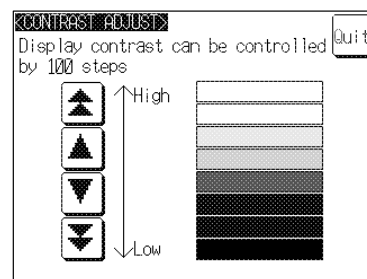 <CONTRAST ADJUST>
Display contrast can be controlled
by 100 steps
Quit
High
Low